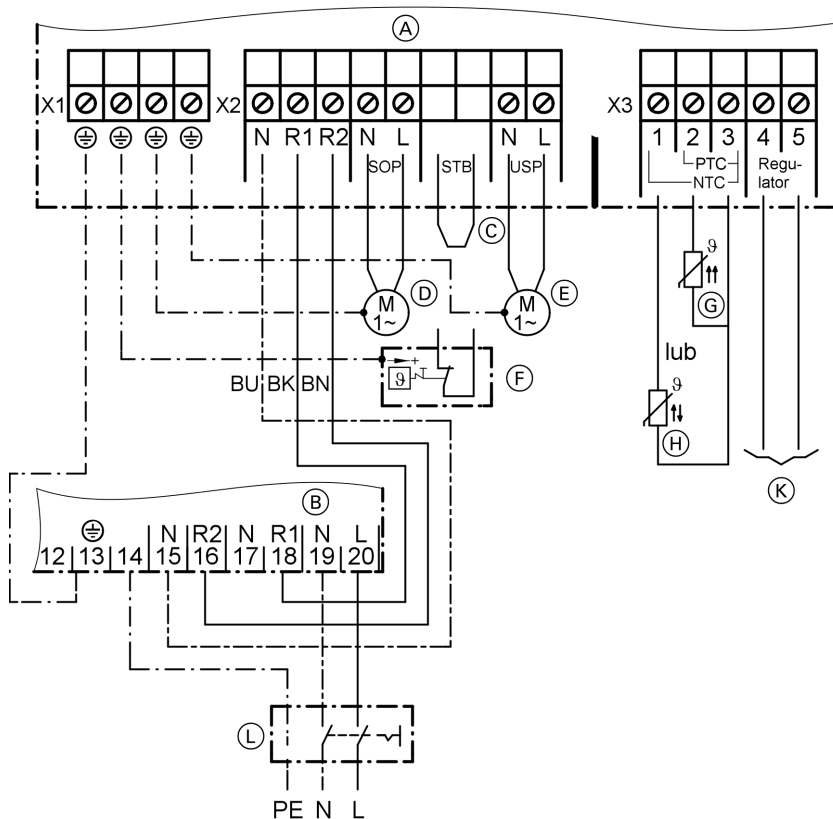 A
X1
X2
X3
N R1 R2 N L N L
1 2 3 4 5
SOP STB USP
PTC
NTC
Regu-
lator
C
D
E
M
1~
M
1~
ϑ
G
F
ϑ
+
BU BK BN
lub
ϑ
H
K
B
N R2 N R1 N L
12 13 14 15 16 17 18 19 20
L
PE N L